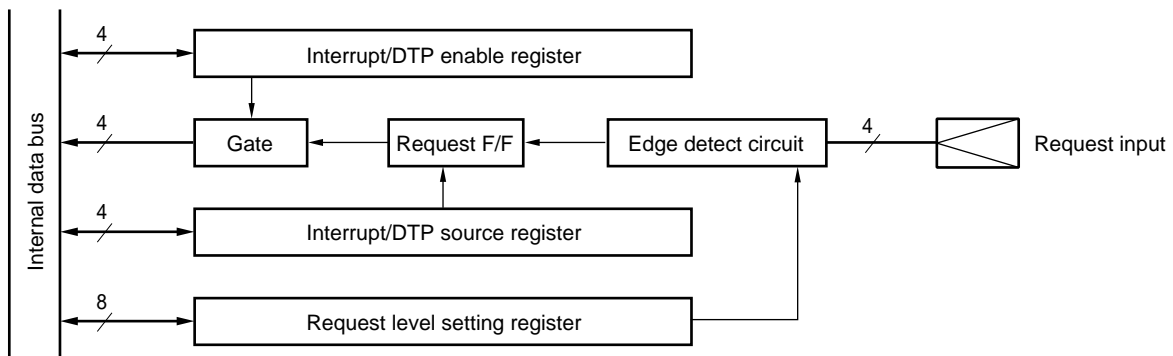 Internal data bus
4
Interrupt/DTP enable register
4
Gate
Request F/F
Edge detect circuit
4
Request input
4
Interrupt/DTP source register
8
Request level setting register